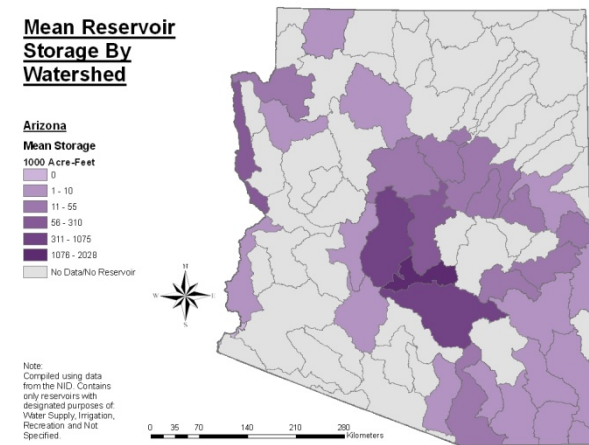 Mean Reservoir
Storage By
Watershed
Arizona
Mean Storage
1000 Acre-Feet
0
1 - 10
11 - 55
56 - 310
311 - 1075
1076 - 2028
No Data/No Reservoir
N
W
E
S
Note:
Compiled using data
from the NID. Contains
only reservoirs with
designated purposes of:
Water Supply, Irrigation,
Recreation and Not
Specified.
0 35 70 140 210 280
Kilometers